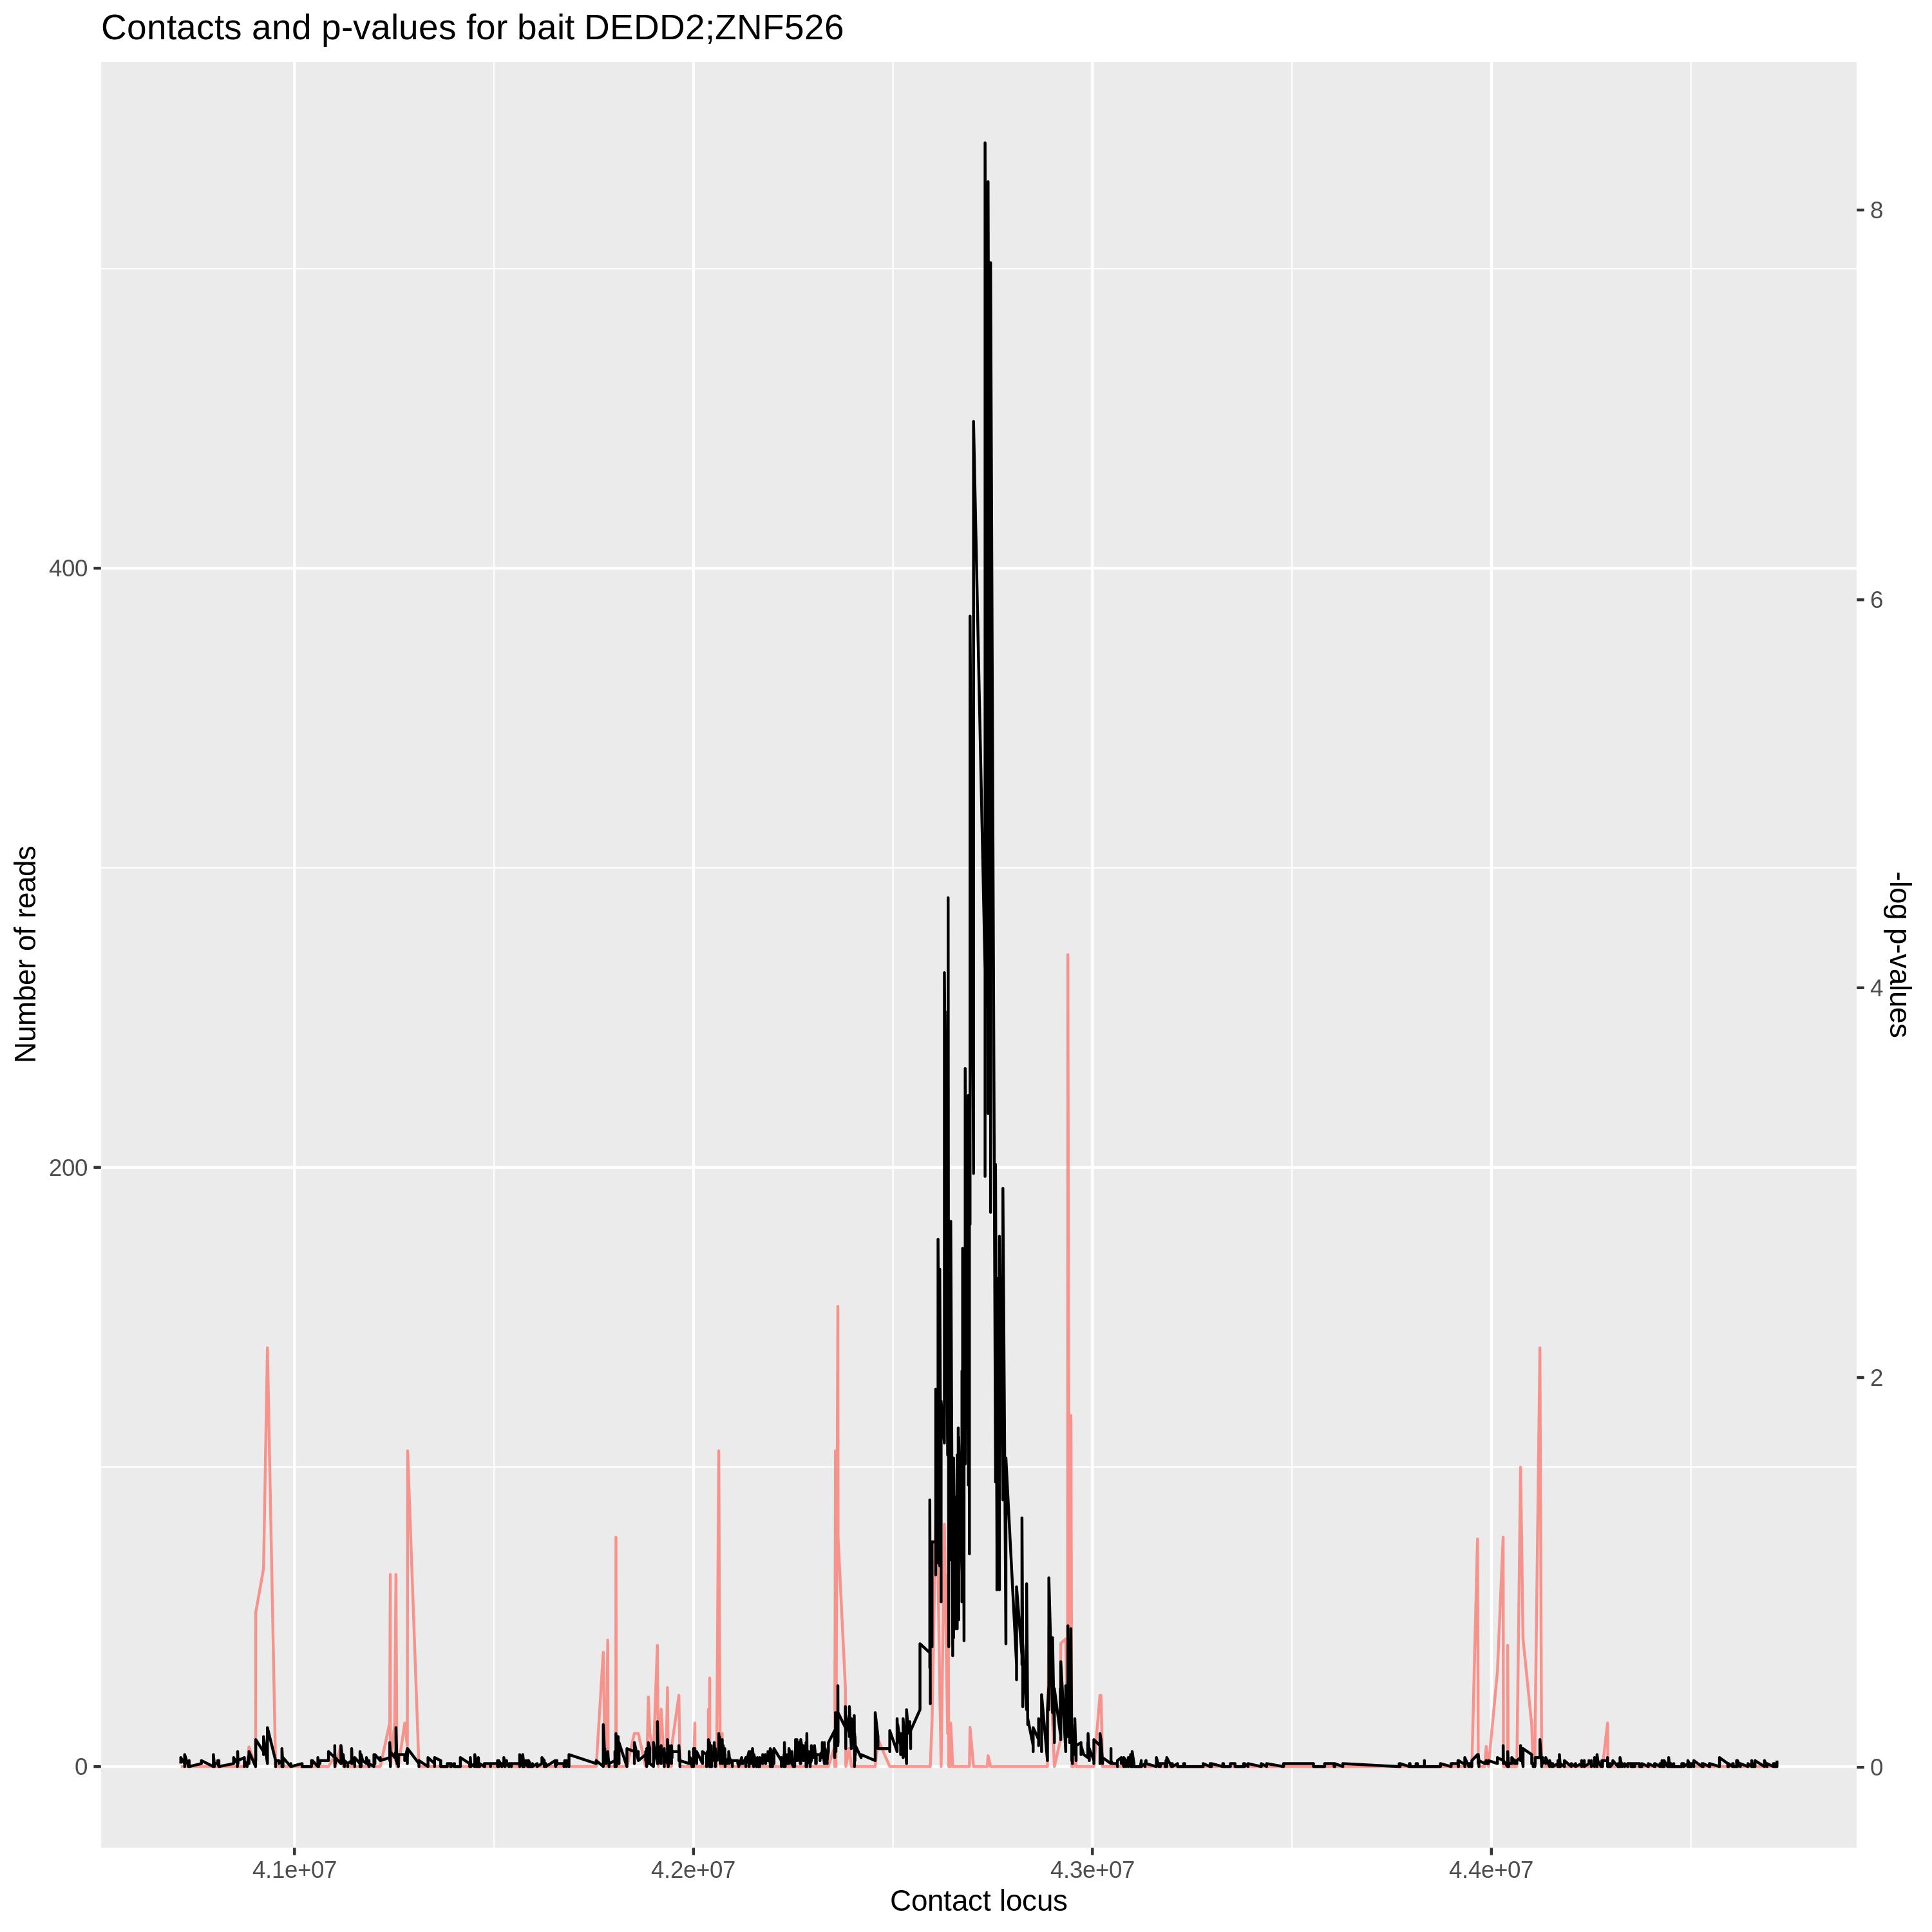 Contacts and p-values for bait DEDD2;ZNF526
Number of reads
400
200
0
8
6
4
2
0
-log p-values
4.1e+07
4.2e+07
4.3e+07
4.4e+07
Contact locus